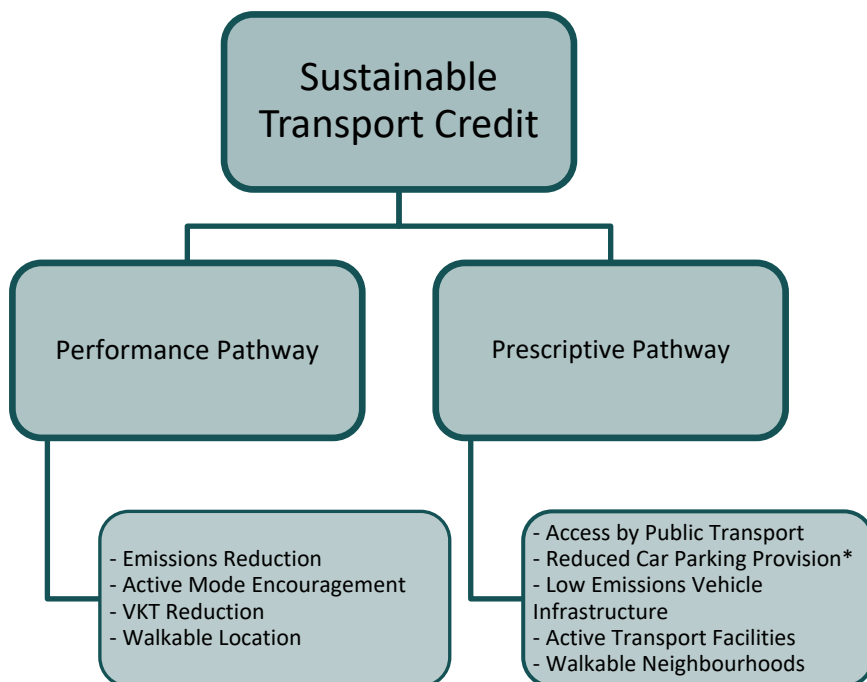 Sustainable
Transport Credit
Performance Pathway
Prescriptive Pathway
- Emissions Reduction
- Active Mode Encouragement
- VKT Reduction
- Walkable Location
- Access by Public Transport
- Reduced Car Parking Provision*
- Low Emissions Vehicle
Infrastructure
- Active Transport Facilities
- Walkable Neighbourhoods